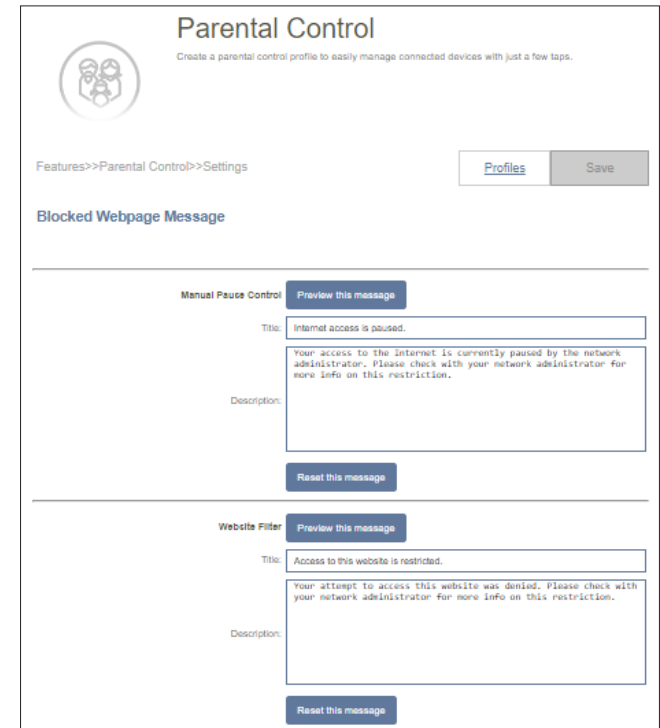 Parental Control
Create a parental control profile to easily manage connected devices with just a few taps.
Features>>Parental Control>>Settings
Profiles
Save
Blocked Webpage Message
Manual Pause Control
Preview this message
Title:
Internet access is paused.
Description:
Your access to the Internet is currently paused by the network
administrator. Please check with your network administrator for
more info on this restriction.
Reset this message
Website Filter
Preview this message
Title:
Access to this website is restricted.
Description:
Your attempt to access this website was denied. Please check with
your network administrator for more info on this restriction.
Reset this message